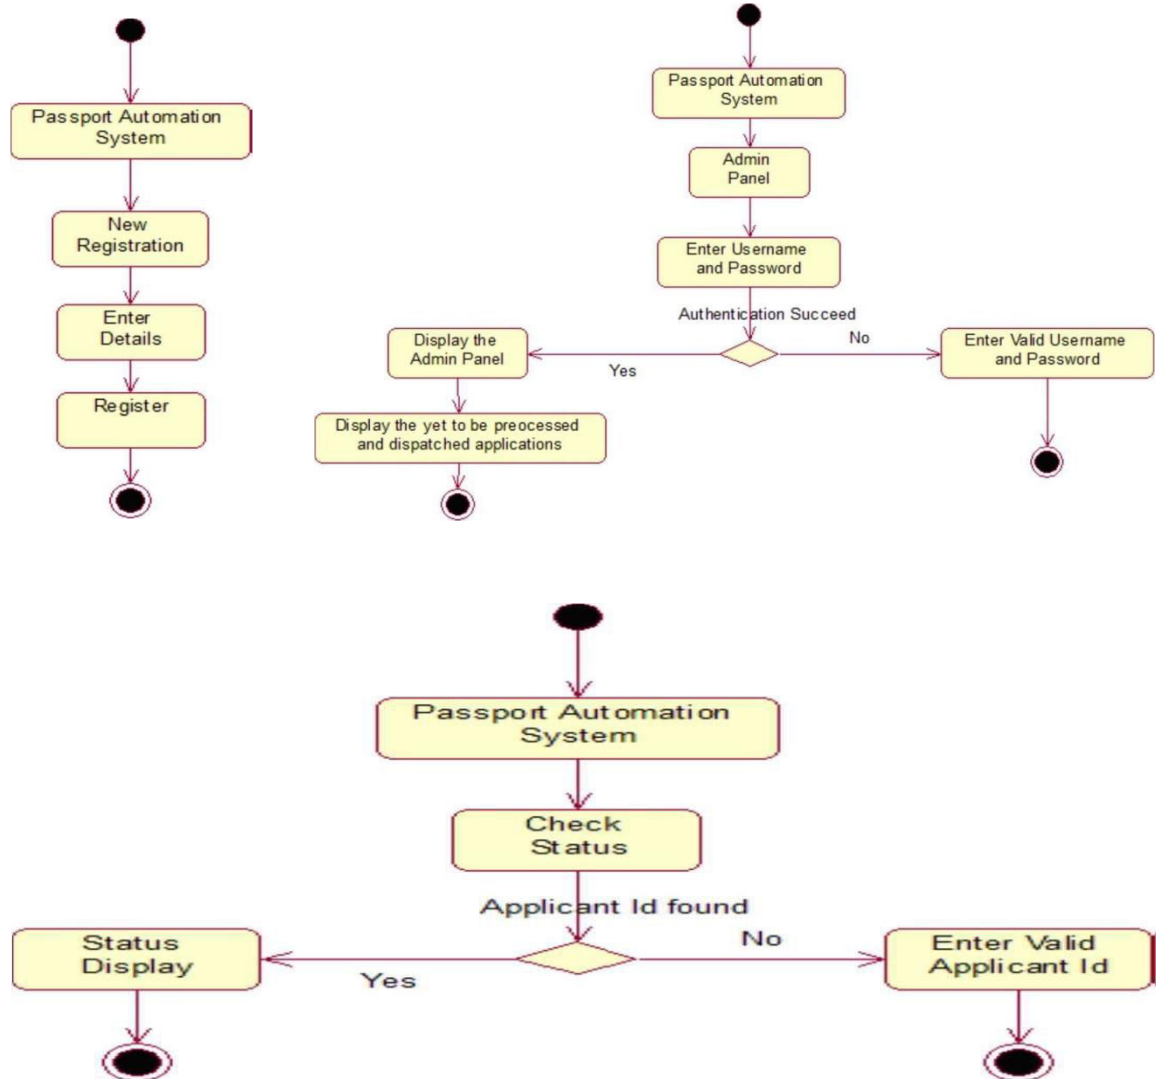 Passport Automation
System
New
Registration
Enter
Details
Register
Passport Automation
System
Admin
Panel
Enter Username
and Password
Authentication Succeed
Yes
No
Display the
Admin Panel
Display the yet to be preocessed
and dispatched applications
Enter Valid Username
and Password
Passport Automation
System
Check
Status
Applicant Id found
Yes
No
Status
Display
Enter Valid
Applicant Id